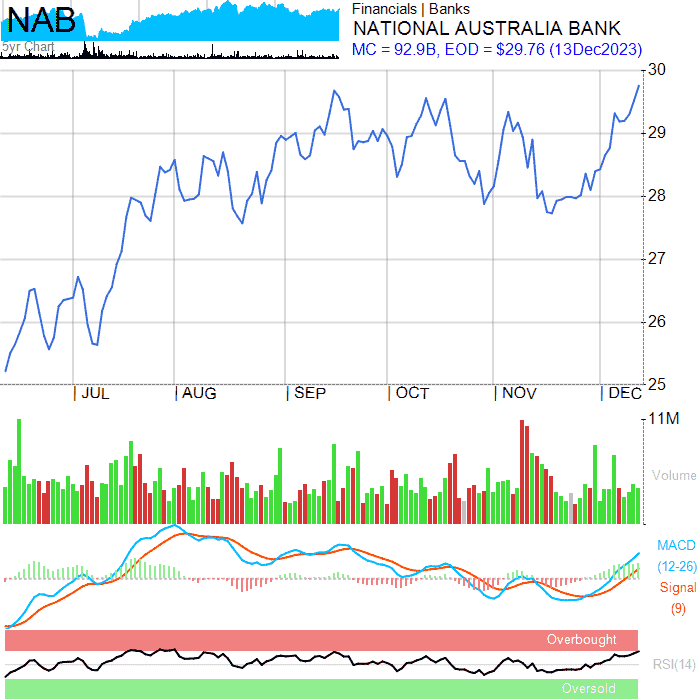 NAB
5yr Chart
Financials | Banks
NATIONAL AUSTRALIA BANK
MC = 92.9B, EOD = $29.76 (13Dec2023)
30
29
28
27
26
25
| JUL | AUG | SEP | OCT | NOV | DEC
11M
Volume
MACD
(12-26)
Signal
(9)
Overbought
RSI(14)
Oversold